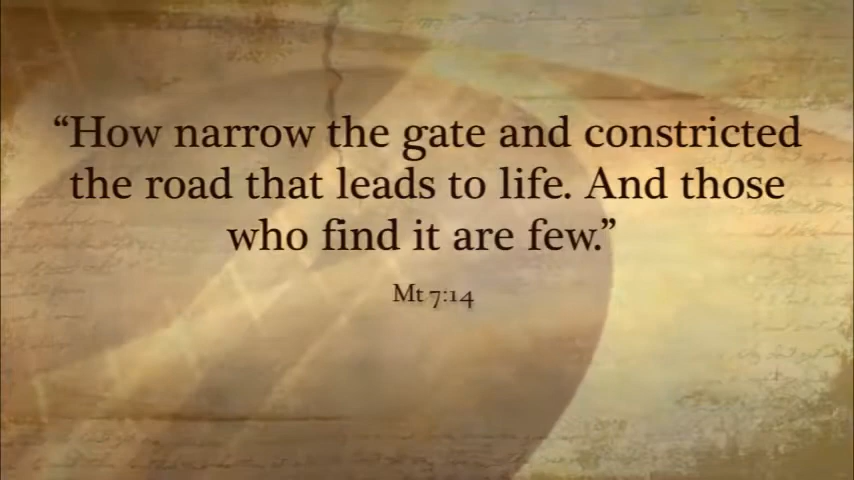 “How narrow the gate and constricted
the road that leads to life. And those
who find it are few.”
Mt 7:14